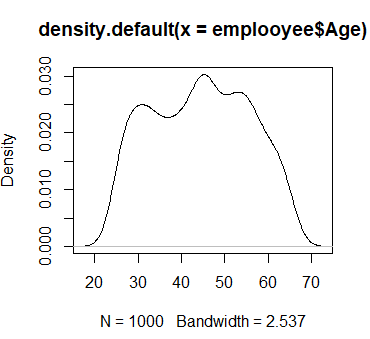 density.default(x = emplooyee$Age)
Density
0.030
0.020
0.010
0.000
20 30 40 50 60 70
N = 1000 Bandwidth = 2.537